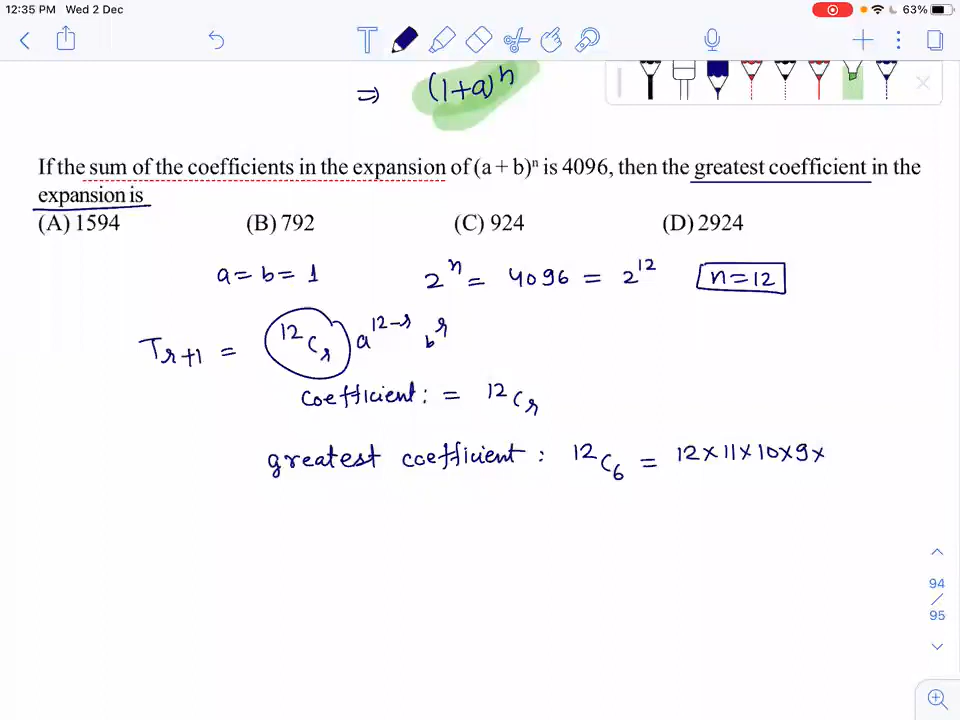 12:35 PM Wed 2 Dec 63%
⇒ (1+a)ⁿ
If the sum of the coefficients in the expansion of (a + b)ⁿ is 4096, then the greatest coefficient in the
expansion is
(A) 1594 (B) 792 (C) 924 (D) 2924
a = b = 1 2ⁿ = 4096 = 2¹² n = 12
Tᵣ₊₁ = ¹²Cᵣ a¹²⁻ʳ bʳ
coefficient : = ¹²Cᵣ
greatest coefficient : ¹²C₆ = 12 × 11 × 10 × 9 ×
94
/
95